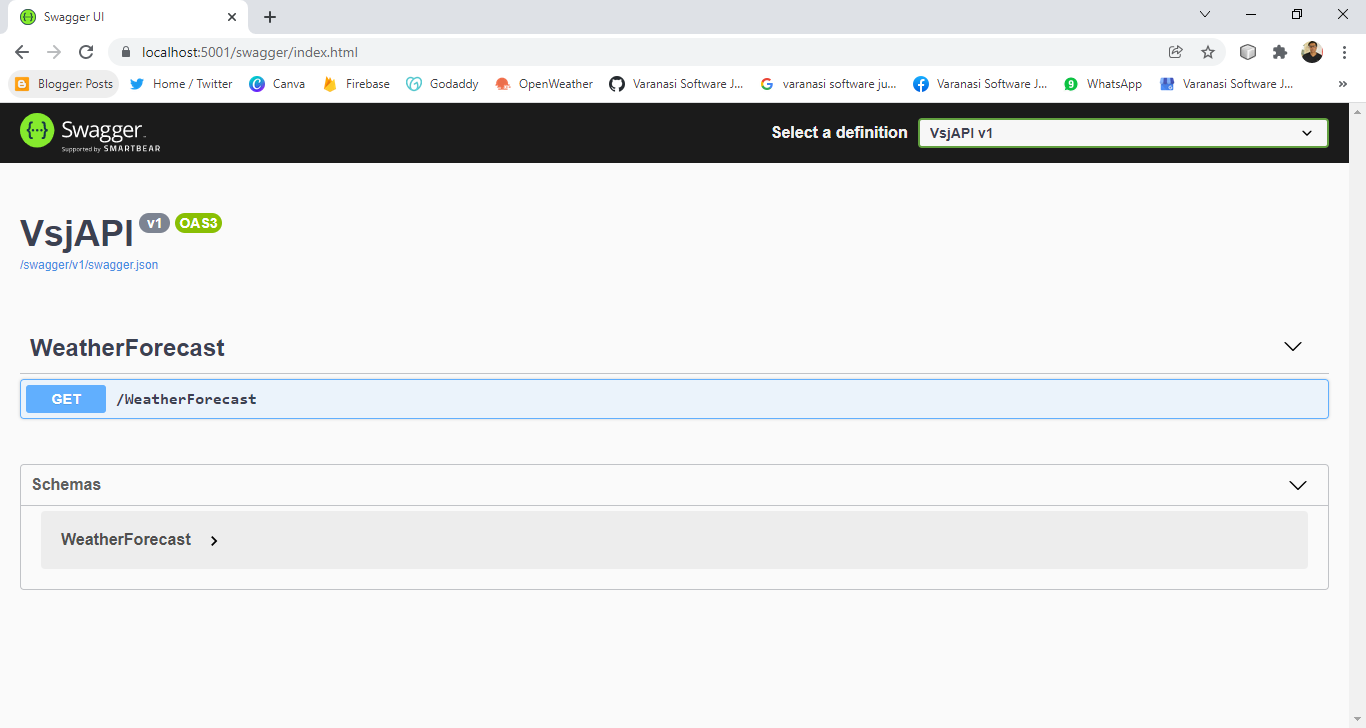 Swagger UI
localhost:5001/swagger/index.html
Blogger: Posts Home / Twitter Canva Firebase Godaddy OpenWeather Varanasi Software J... varanasi software ju... Varanasi Software J... 9 WhatsApp Varanasi Software J... »
{···} Swagger.
Supported by SMARTBEAR
Select a definition VsjAPI v1
VsjAPI v1 OAS3
/swagger/v1/swagger.json
WeatherForecast
GET /WeatherForecast
Schemas
WeatherForecast